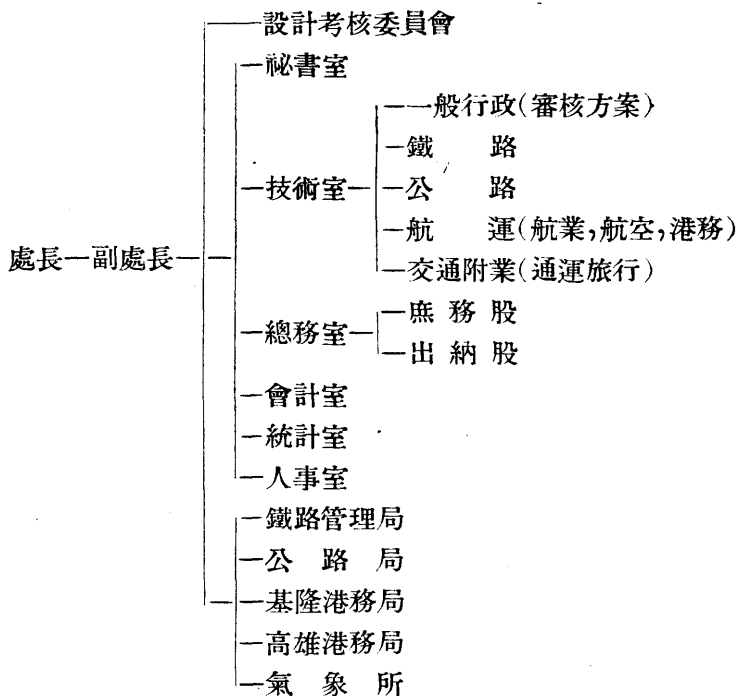 設計考核委員會
祕書室
一般行政(審核方案)
鐵路
技術室
公路
航運(航業,航空,港務)
處長 副處長
交通附業(通運旅行)
庶務股
總務室
出納股
會計室
統計室
人事室
鐵路管理局
公路局
基隆港務局
高雄港務局
氣象所